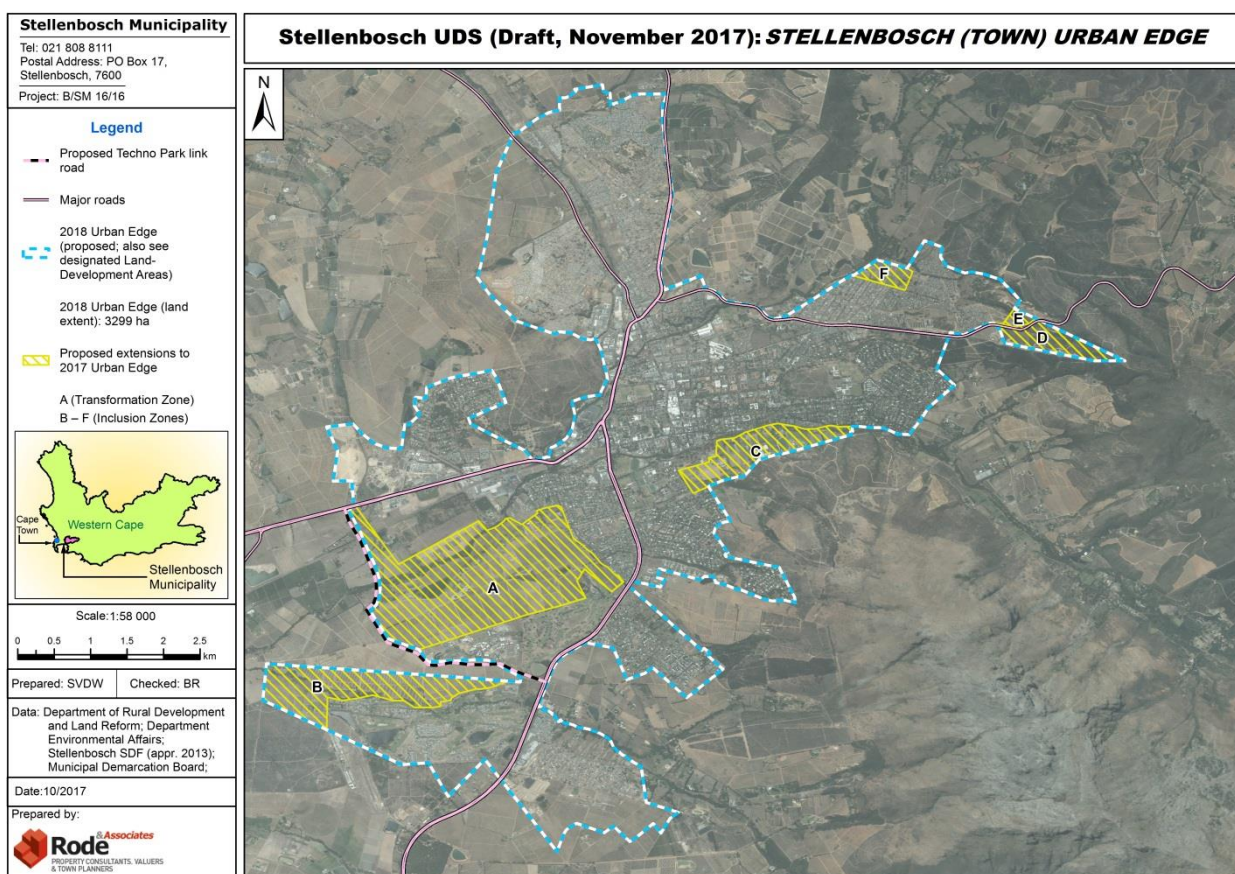 Stellenbosch Municipality
Tel: 021 808 8111
Postal Address: PO Box 17,
Stellenbosch, 7600
Project: B/SM 16/16
Legend
Proposed Techno Park link
road
Major roads
2018 Urban Edge
(proposed; also see
designated Land-
Development Areas)
2018 Urban Edge (land
extent): 3299 ha
Proposed extensions to
2017 Urban Edge
A (Transformation Zone)
B – F (Inclusion Zones)
Cape
Town
Western Cape
Stellenbosch
Municipality
Scale:1:58 000
0 0.5 1 1.5 2 2.5
km
Prepared: SVDW
Checked: BR
Data: Department of Rural Development
and Land Reform; Department
Environmental Affairs;
Stellenbosch SDF (appr. 2013);
Municipal Demarcation Board;
Date:10/2017
Prepared by:
Rode
& Associates
PROPERTY CONSULTANTS, VALUERS
& TOWN PLANNERS
Stellenbosch UDS (Draft, November 2017): STELLENBOSCH (TOWN) URBAN EDGE
N
F
E
D
C
A
B